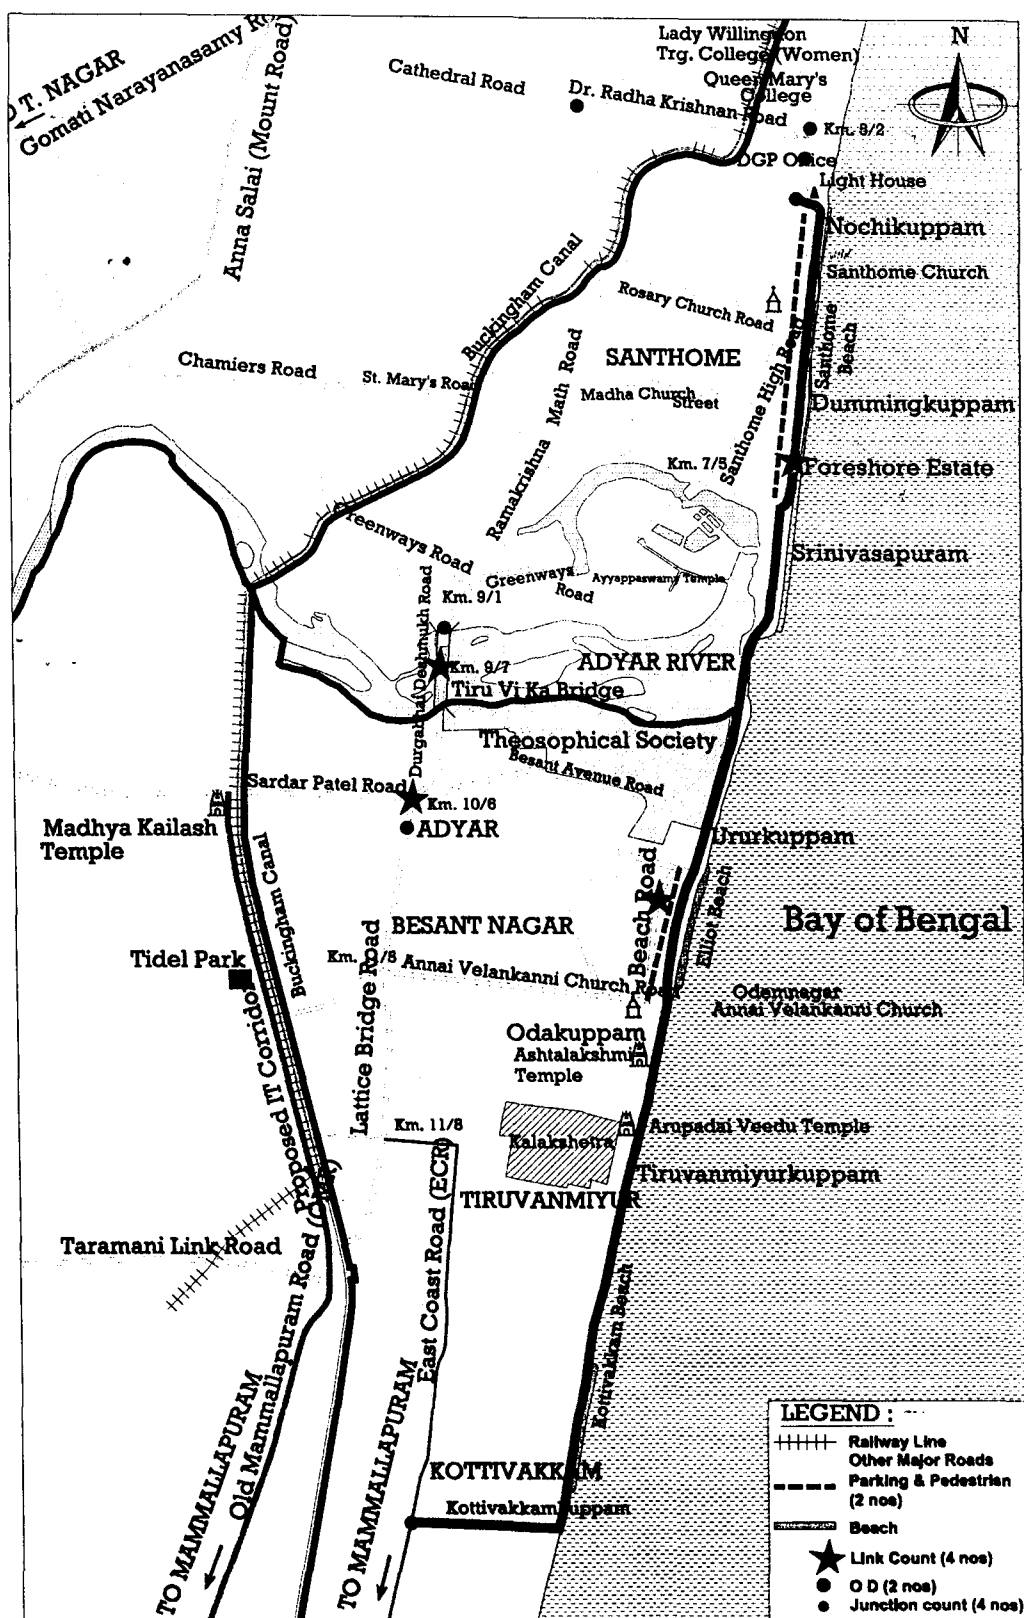 T. NAGAR
Gomati Narayanasamy
Anna Salai (Mount Road)
Cathedral Road
Lady Willington
Trg. College (Women)
Queen Mary's
College
Dr. Radha Krishnan Road
Km. 8/2
DGP Office
Light House
N
Nochikuppam
Santhome Church
Buckingham Canal
Rosary Church Road
SANTHOME
Santhome
Beach
Chamiers Road
St. Mary's Road
Ramakrishna Math Road
Madha Church
Street
Santhome High Road
Dummingkuppam
Km. 7/5
Foreshore Estate
Greenways Road
Srinivasapuram
Greenways
Road
Ayyappaswamy Temple
Km. 9/1
Durgabhai Deshmukh Road
Km. 9/7
ADYAR RIVER
Tiru Vi Ka Bridge
Theosophical Society
Besant Avenue Road
Sardar Patel Road
Km. 10/6
Madhya Kailash
Temple
ADYAR
Ururkuppam
Buckingham Canal
Beach Road
Elliot Beach
Bay of Bengal
BESANT NAGAR
Tidel Park
Km. /8
Annai Velankanni Church Road
Odemnagar
Annai Velankanni Church
Lattice Bridge Road
Odakuppam
Ashtalakshmi
Temple
Proposed IT Corridor
Km. 11/8
Kalakshetra
Arupadai Veedu Temple
Tiruvanmiyurkuppam
TIRUVANMIYUR
Taramani Link Road
Old Mammallapuram Road
East Coast Road (ECR)
Kottivakkam Beach
TO MAMMALLAPURAM
TO MAMMALLAPURAM
KOTTIVAKKAM
Kottivakkam Kuppam
LEGEND :
Railway Line
Other Major Roads
Parking & Pedestrian
(2 nos)
Beach
Link Count (4 nos)
O D (2 nos)
Junction count (4 nos)